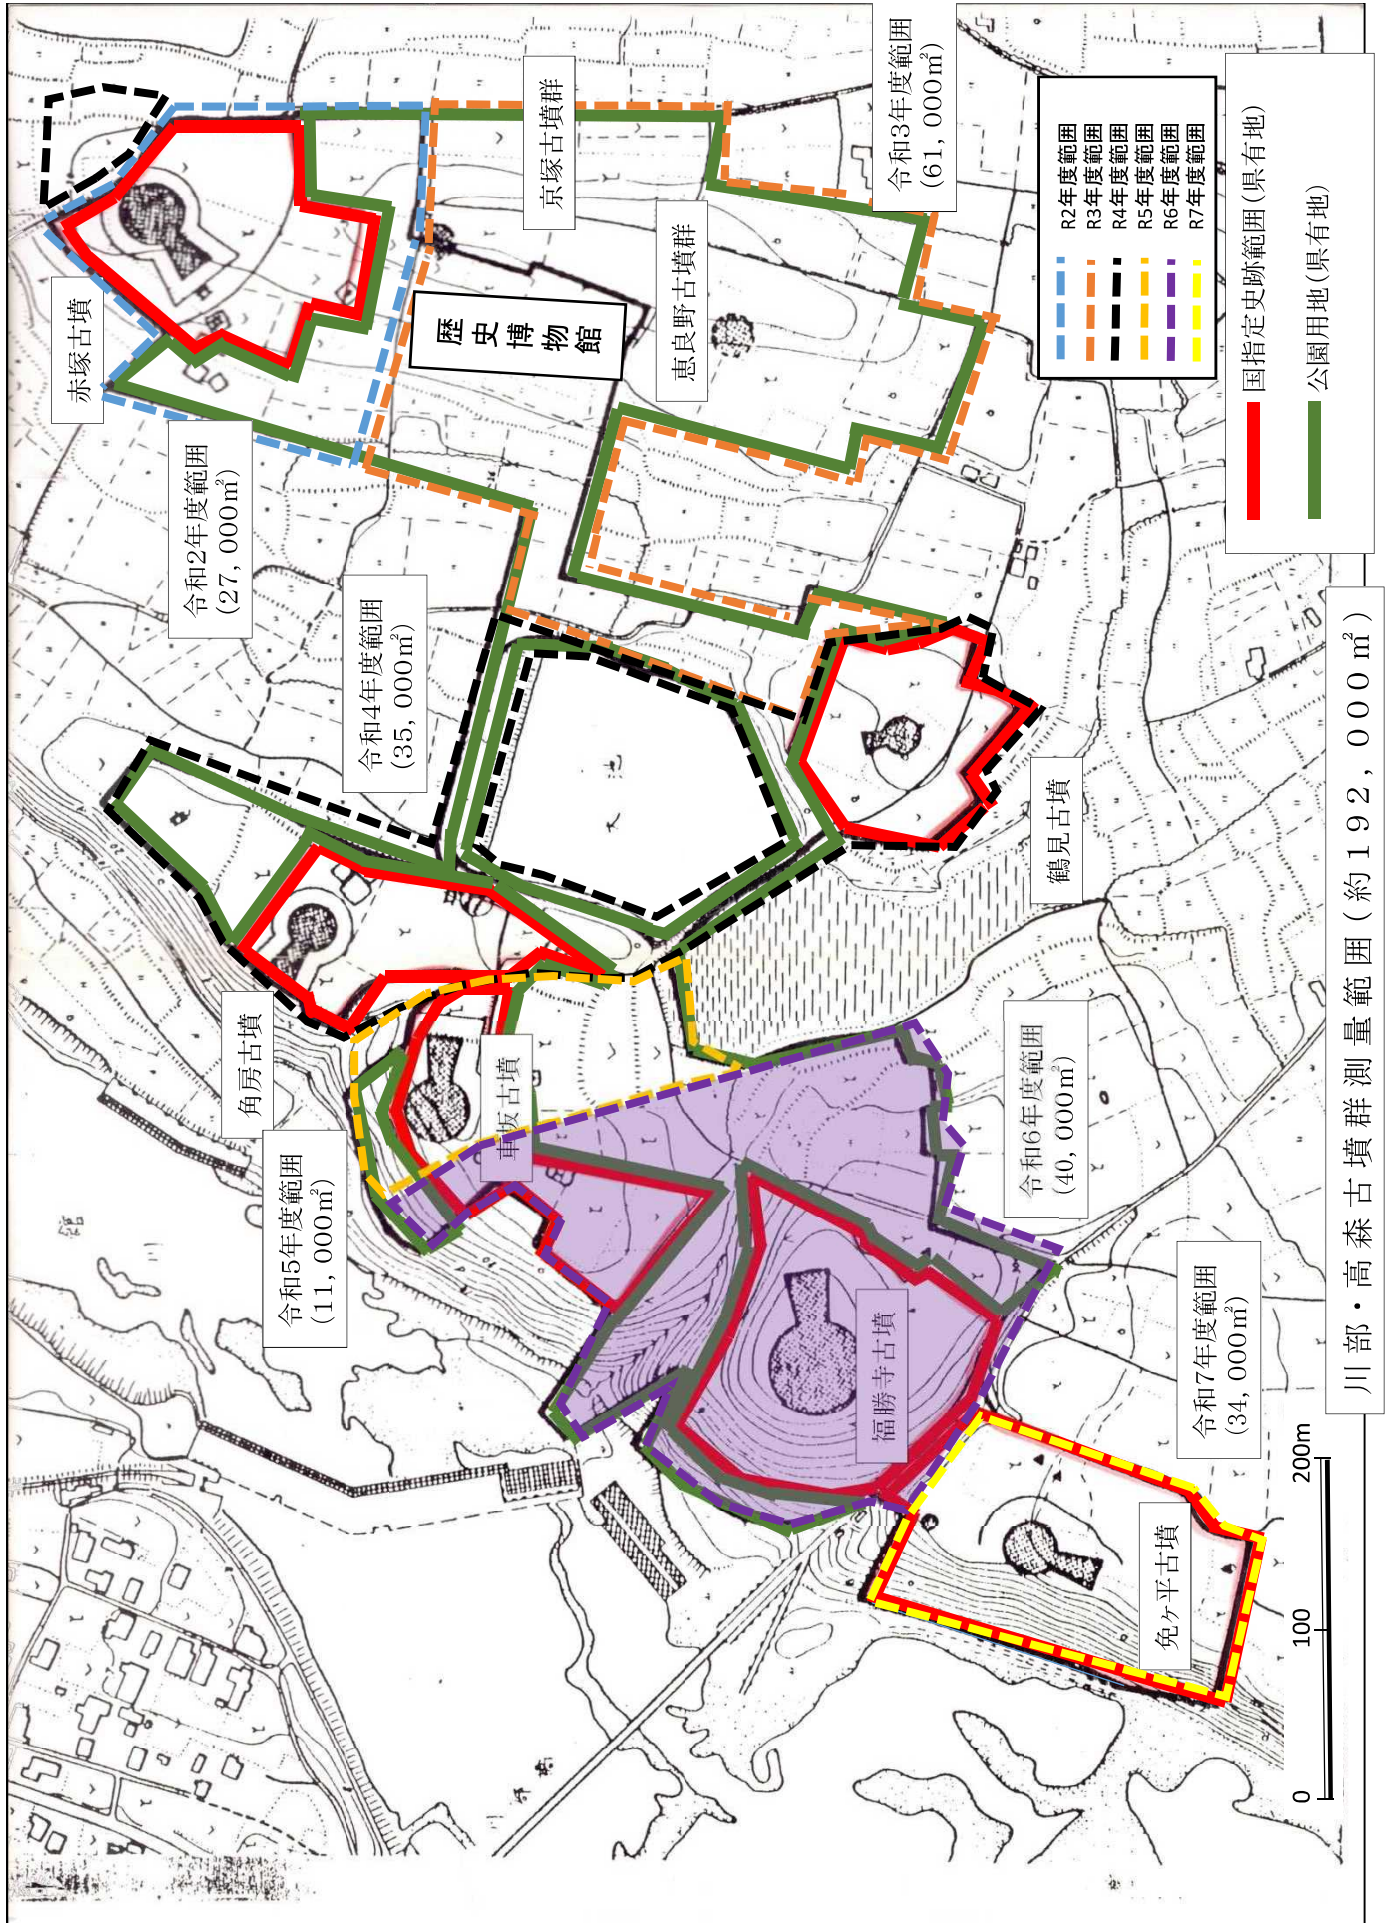 赤塚古墳
京塚古墳群
恵良野古墳群
歴史博物館
令和3年度範囲
(61，000㎡)
令和2年度範囲
(27，000㎡)
令和4年度範囲
(35，000㎡)
鶴見古墳
角房古墳
車坂古墳
令和5年度範囲
(11，000㎡)
令和6年度範囲
(40，000㎡)
福勝寺古墳
令和7年度範囲
(34，000㎡)
免ヶ平古墳
R2年度範囲
R3年度範囲
R4年度範囲
R5年度範囲
R6年度範囲
R7年度範囲
国指定史跡範囲(県有地)
公園用地(県有地)
0 100 200m
川部・高森古墳群測量範囲(約192，000㎡)